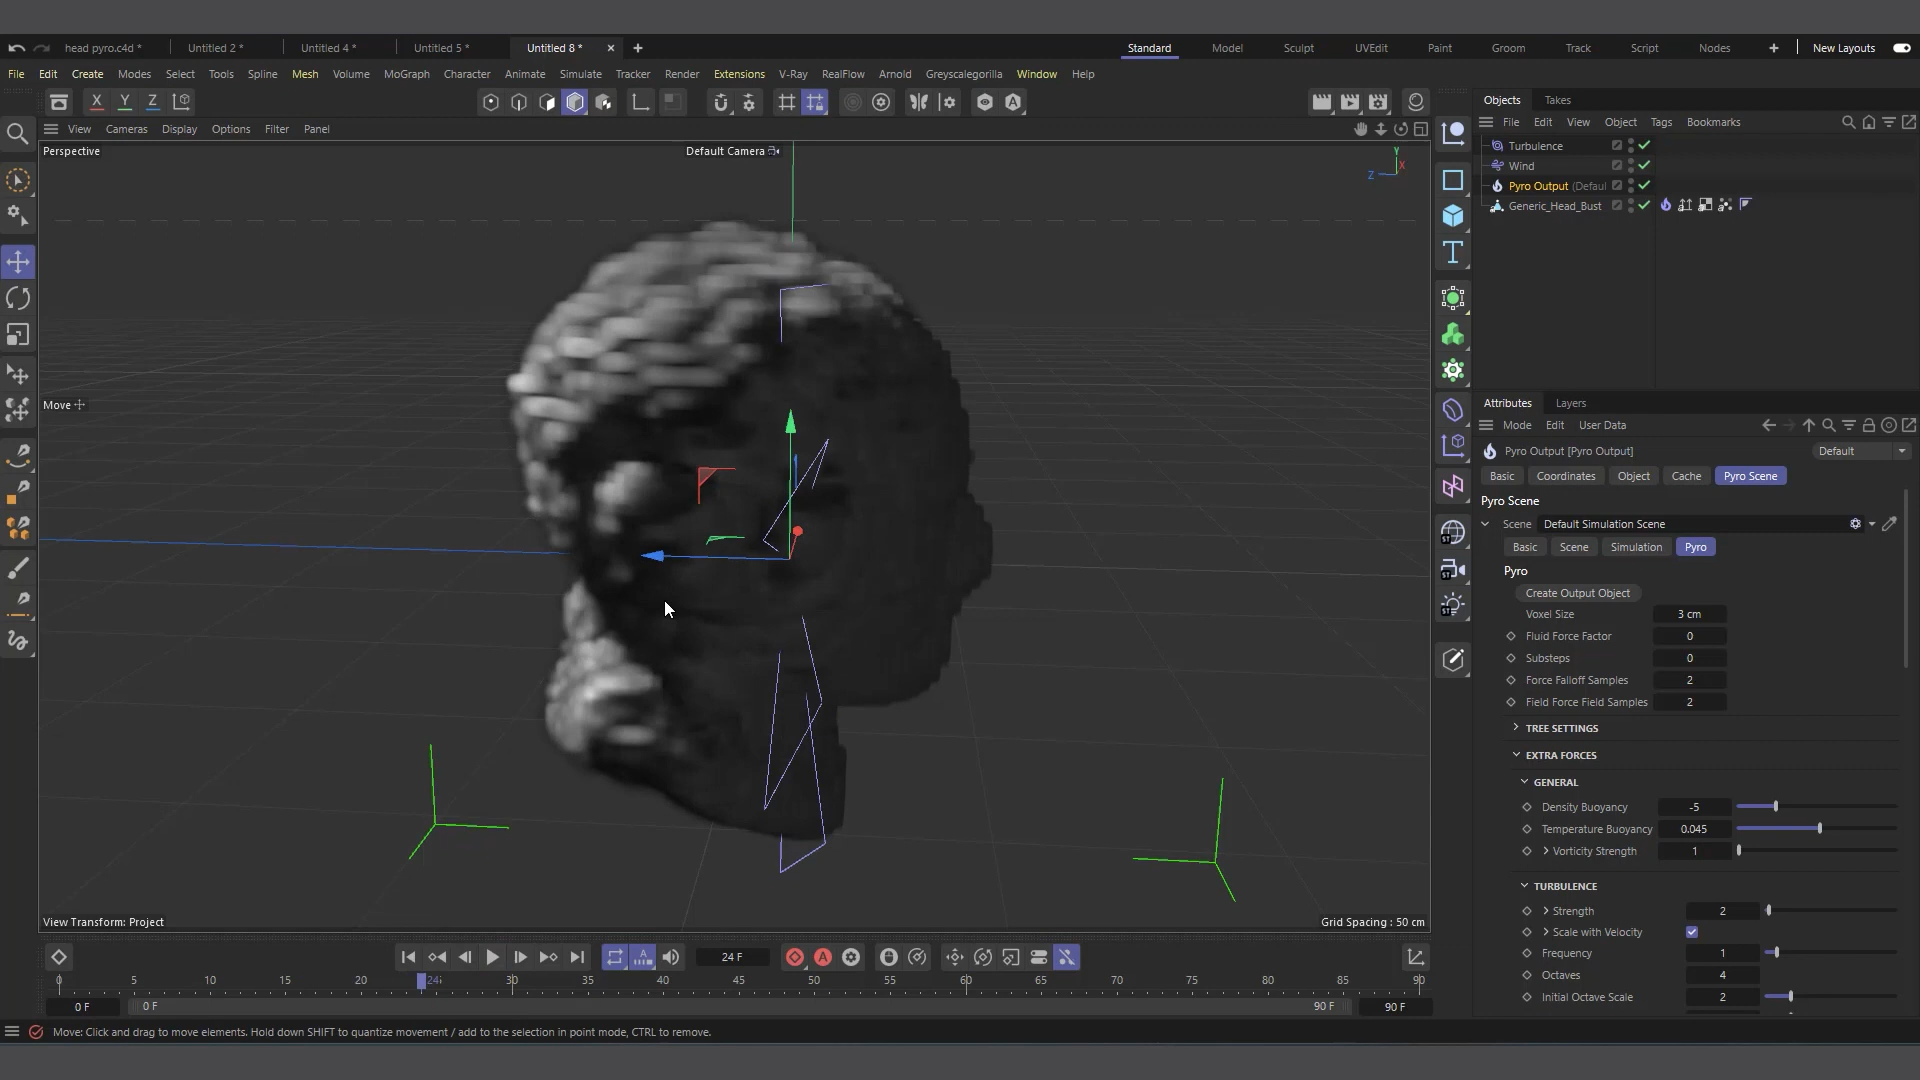 head pyro.c4d *
Untitled 2 *
Untitled 4 *
Untitled 5 *
Untitled 8 *
Standard
Model
Sculpt
UVEdit
Paint
Groom
Track
Script
Nodes
New Layouts
File Edit Create Modes Select Tools Spline Mesh Volume MoGraph Character Animate Simulate Tracker Render Extensions V-Ray RealFlow Arnold Greyscalegorilla Window Help
X Y Z
Objects Takes
File Edit View Object Tags Bookmarks
View Cameras Display Options Filter Panel
Perspective
Default Camera
Y
X
Z
Turbulence
Wind
Pyro Output (Defaul
Generic_Head_Bust
Move
Attributes Layers
Mode Edit User Data
Pyro Output [Pyro Output]
Default
Basic Coordinates Object Cache Pyro Scene
Pyro Scene
Scene Default Simulation Scene
Basic Scene Simulation Pyro
Pyro
Create Output Object
Voxel Size 3 cm
Fluid Force Factor 0
Substeps 0
Force Falloff Samples 2
Field Force Field Samples 2
TREE SETTINGS
EXTRA FORCES
GENERAL
Density Buoyancy -5
Temperature Buoyancy 0.045
Vorticity Strength 1
TURBULENCE
Strength 2
Scale with Velocity
Frequency 1
Octaves 4
Initial Octave Scale 2
ST
ST
View Transform: Project
Grid Spacing : 50 cm
A
24 F
A
0 5 10 15 20 24 30 35 40 45 50 55 60 65 70 75 80 85 90
0 F
0 F
90 F
90 F
Move: Click and drag to move elements. Hold down SHIFT to quantize movement / add to the selection in point mode, CTRL to remove.